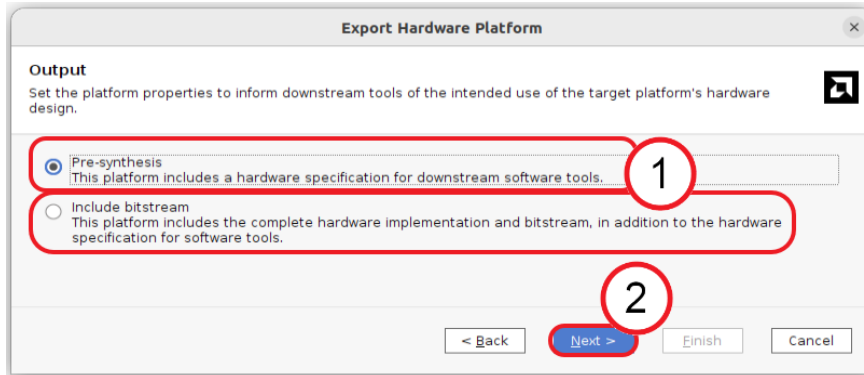 Export Hardware Platform
Output
Set the platform properties to inform downstream tools of the intended use of the target platform's hardware
design.
Pre-synthesis
This platform includes a hardware specification for downstream software tools.
1
Include bitstream
This platform includes the complete hardware implementation and bitstream, in addition to the hardware
specification for software tools.
2
< Back Next > Finish Cancel